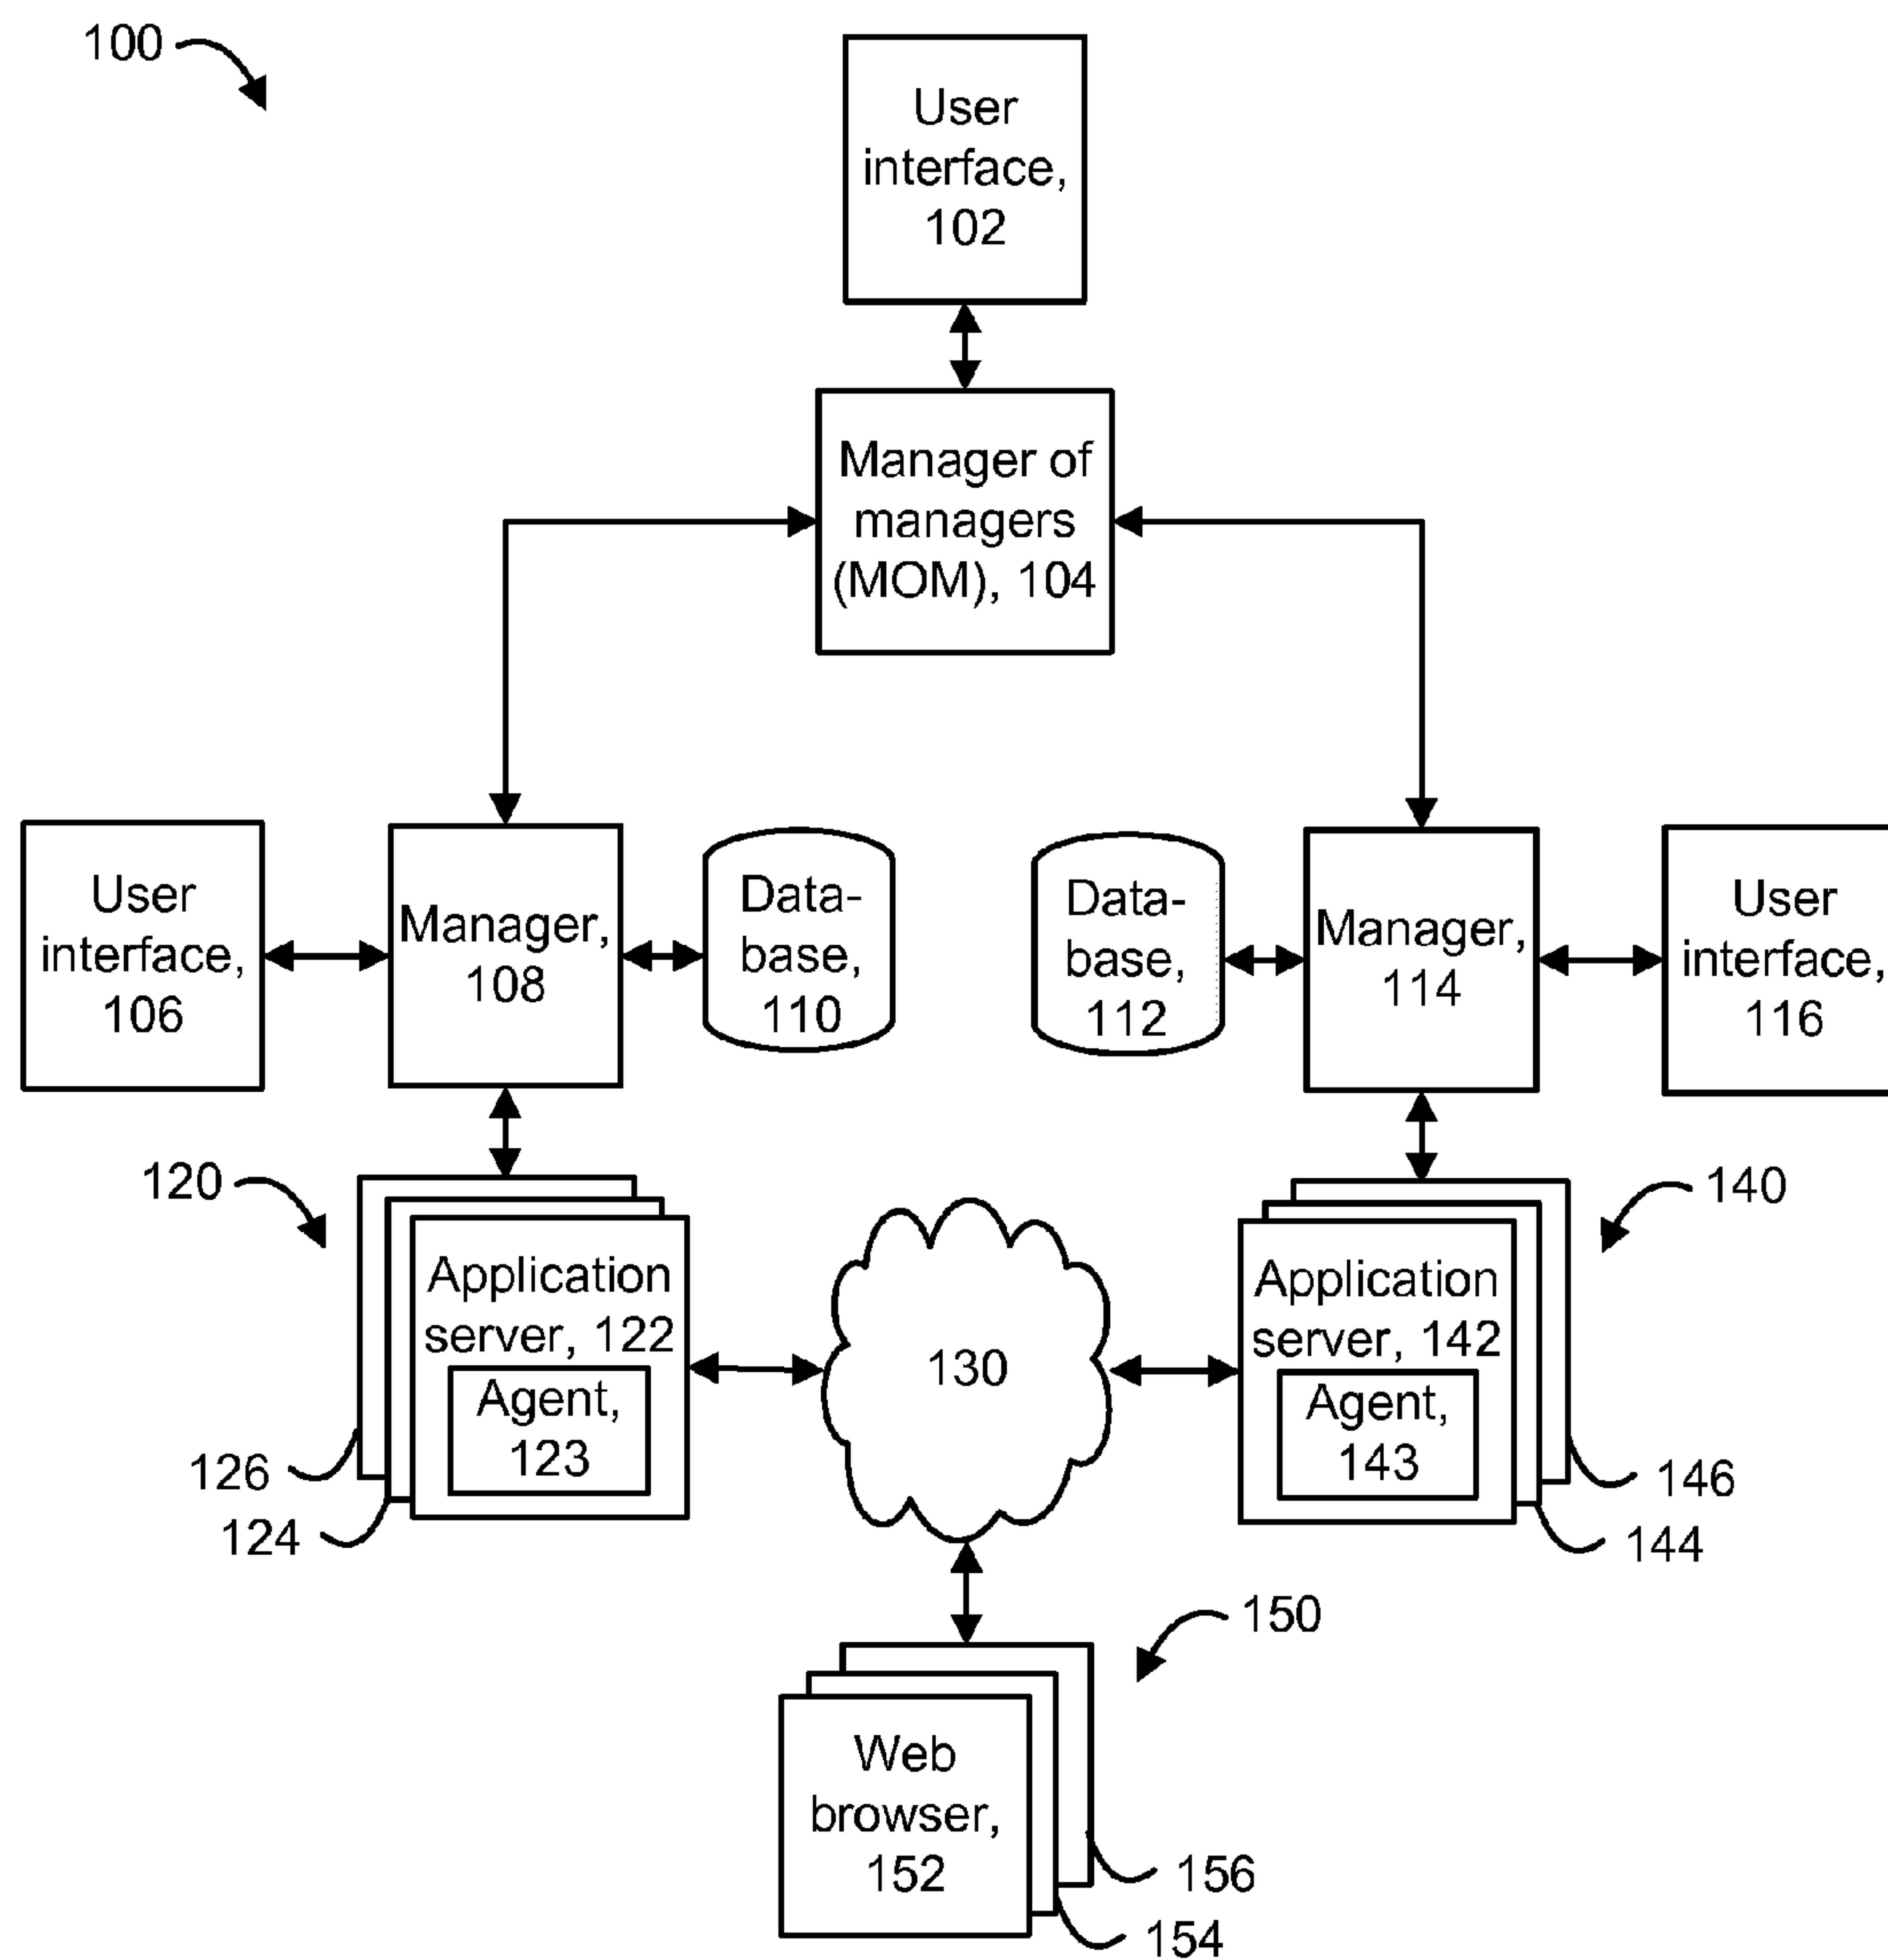 100
User
interface,
102
Manager of
managers
(MOM), 104
User
interface,
106
Manager,
108
Data-
base,
110
Data-
base,
112
Manager,
114
User
interface,
116
120
140
Application
server, 122
Agent,
123
130
Application
server, 142
Agent,
143
126
124
146
144
150
Web
browser,
152
156
154